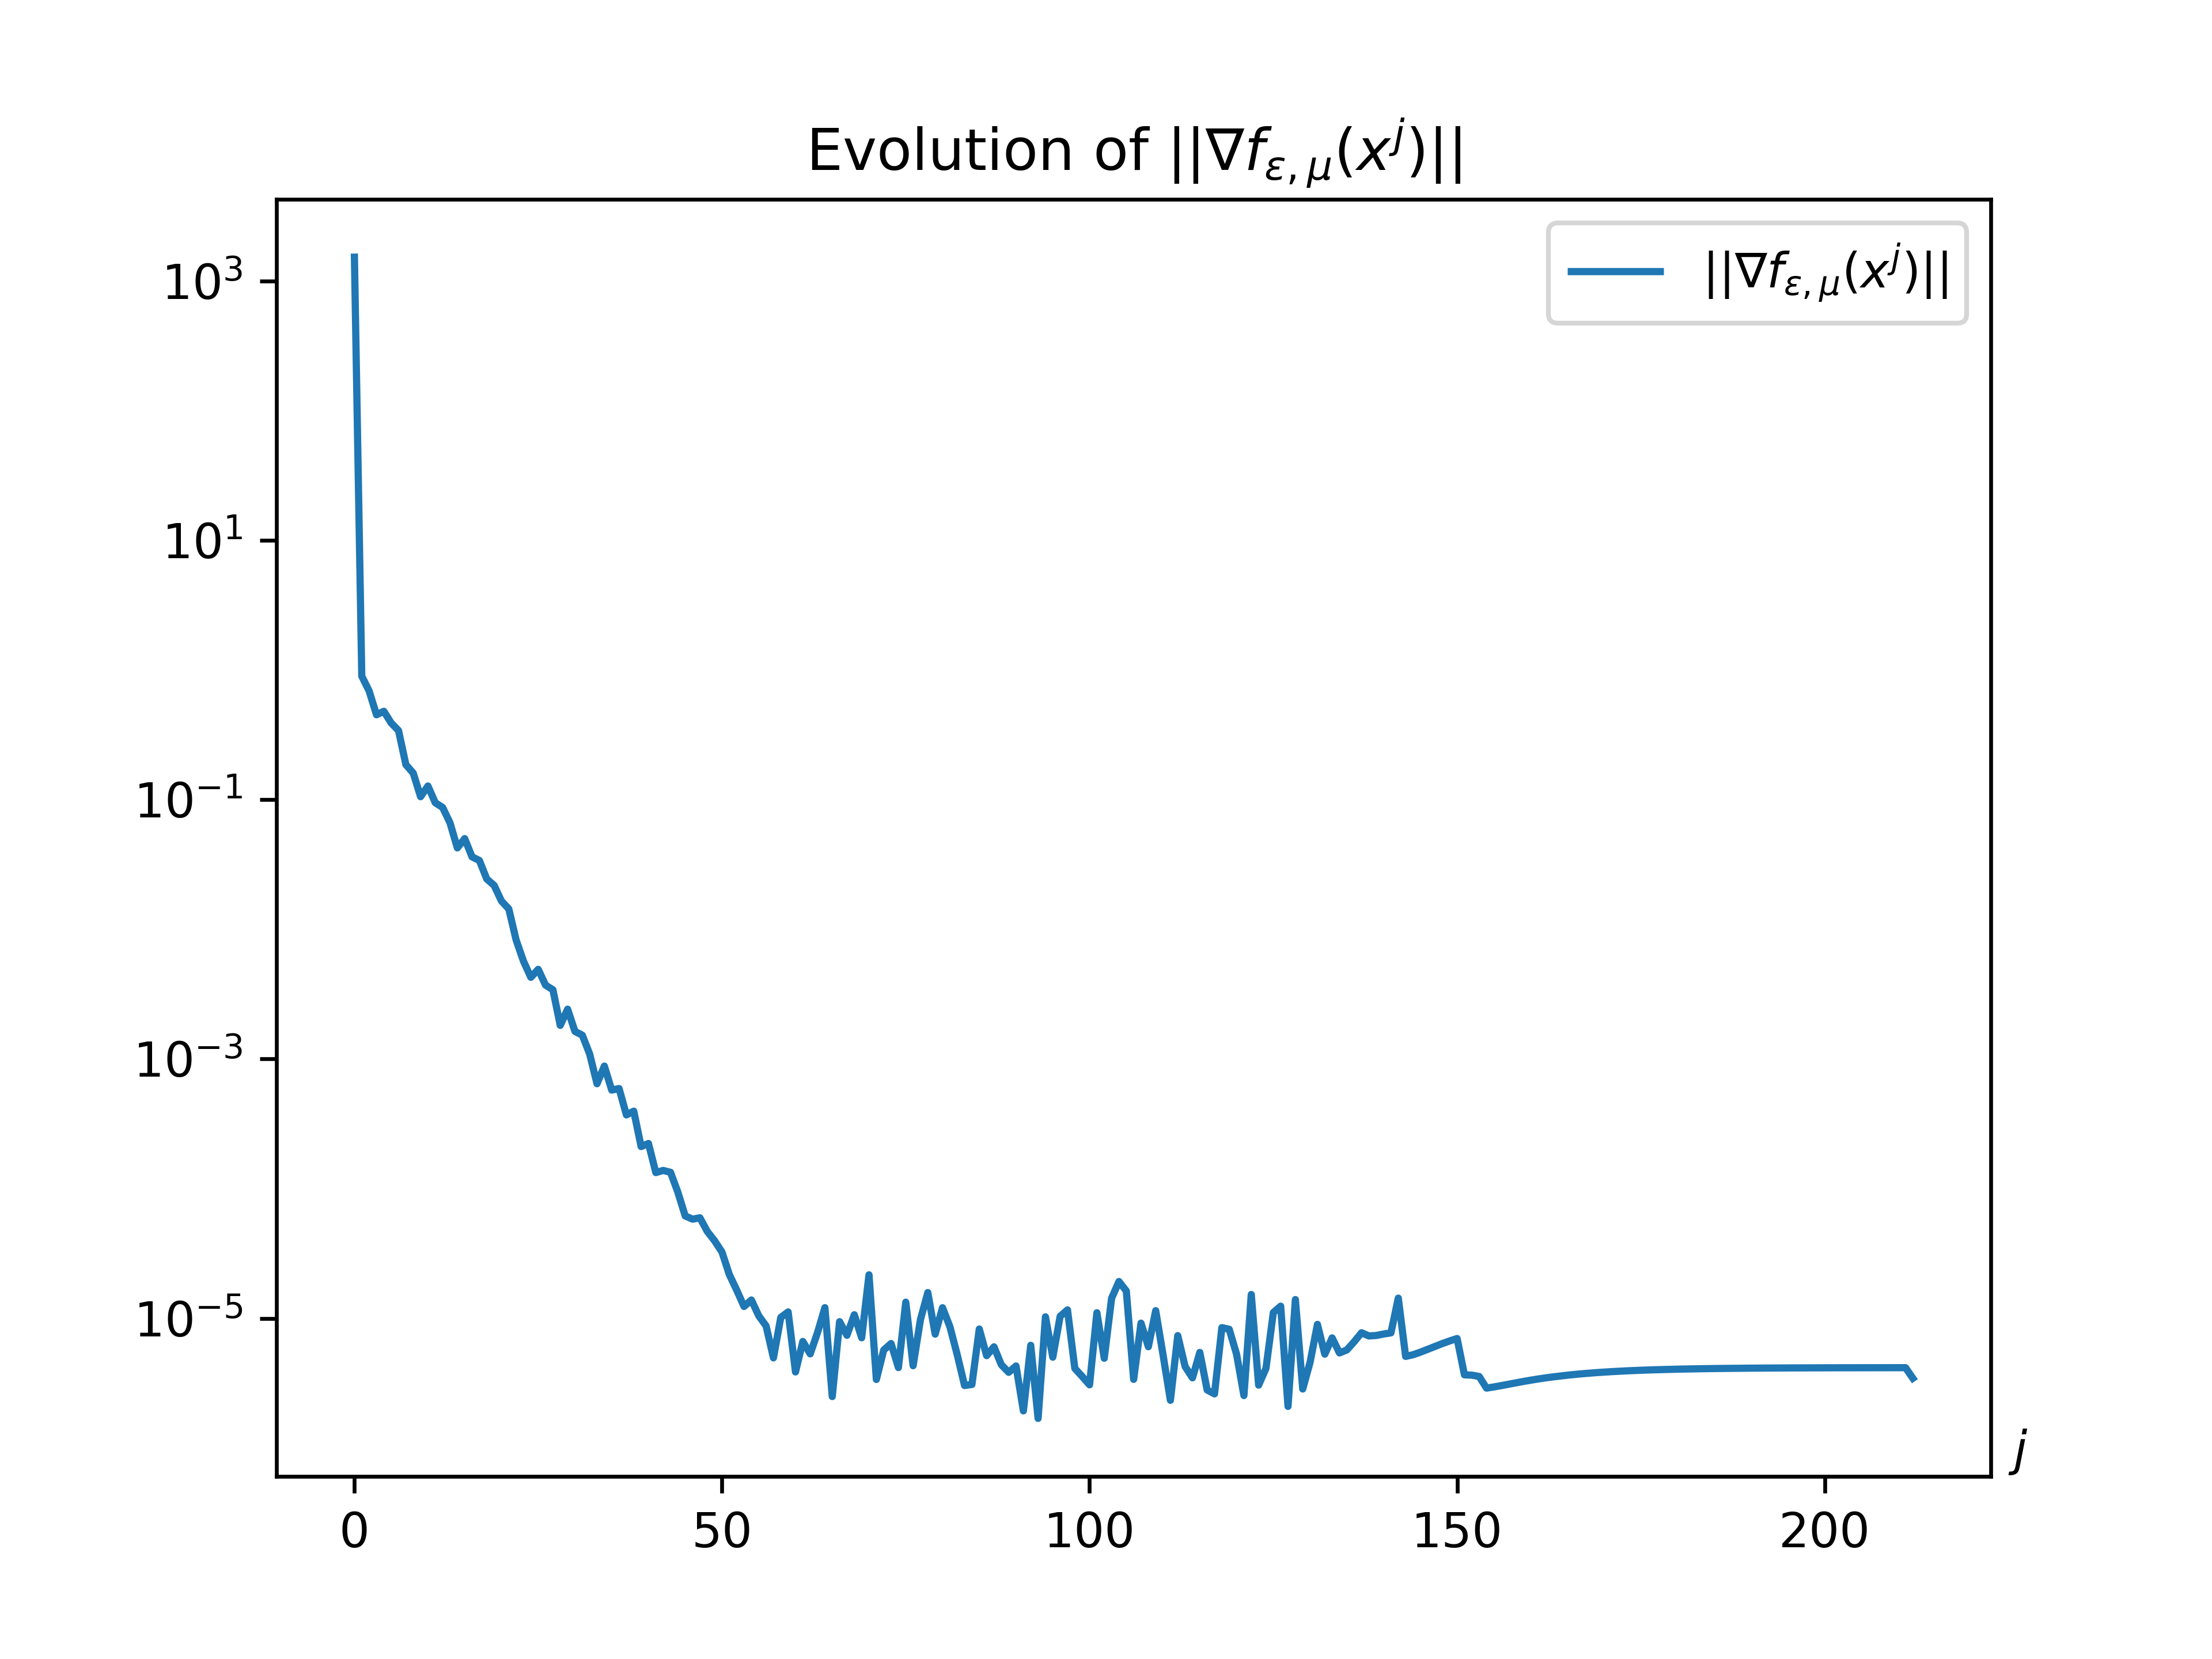 Evolution of ||∇f_{ε, μ}(x^j)||
||∇f_{ε, μ}(x^j)||
10^3
10^1
10^{-1}
10^{-3}
10^{-5}
j
0 50 100 150 200